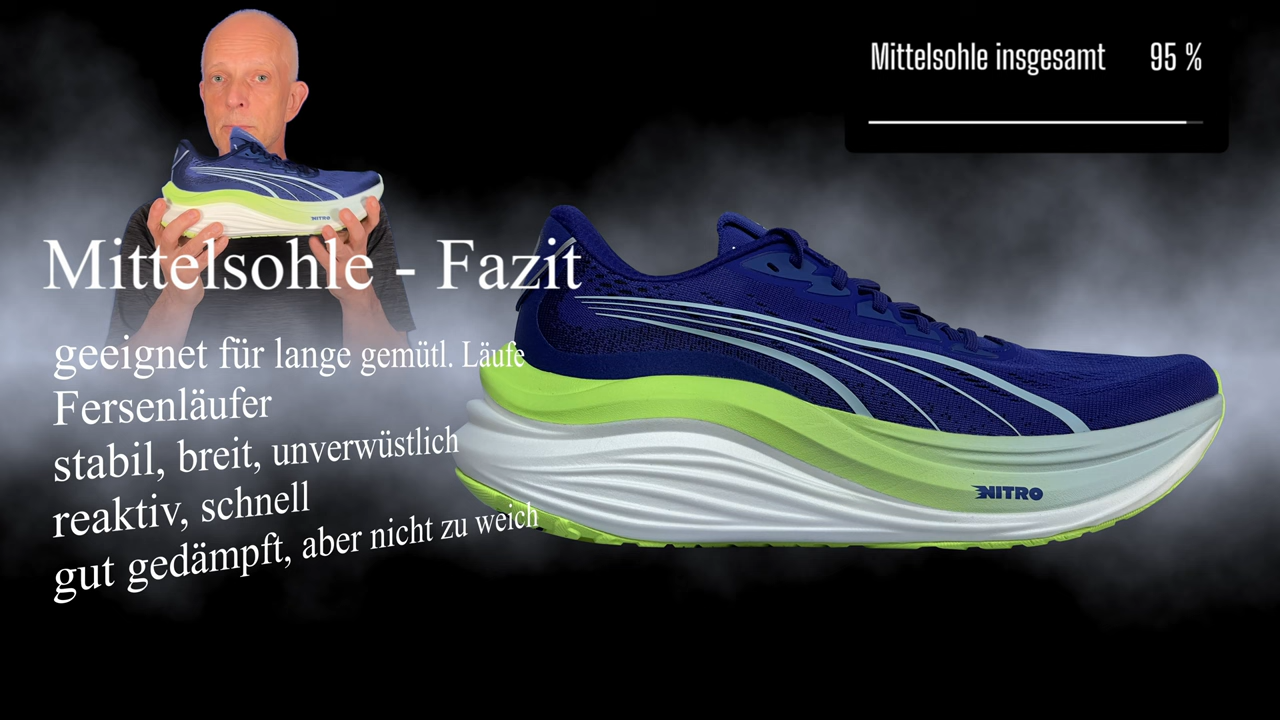 Mittelsohle insgesamt 95 %
Mittelsohle - Fazit
geeignet für lange gemütl. Läufe
Fersenläufer
stabil, breit, unverwüstlich
reaktiv, schnell
gut gedämpft, aber nicht zu weich
NITRO
NITRO